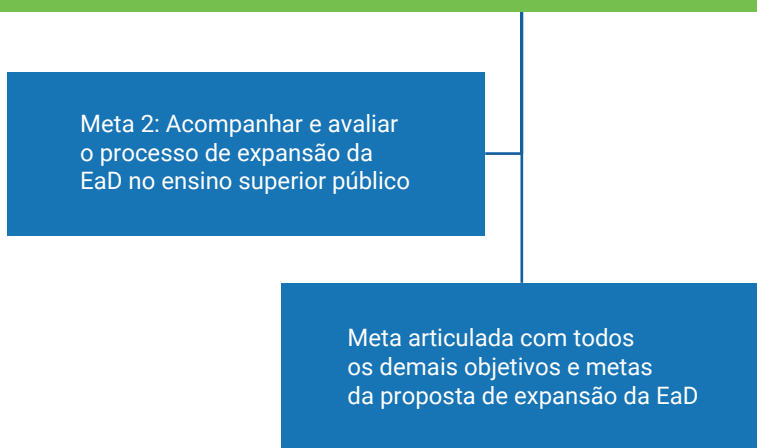 Meta 2: Acompanhar e avaliar
o processo de expansão da
EaD no ensino superior público
Meta articulada com todos
os demais objetivos e metas
da proposta de expansão da EaD